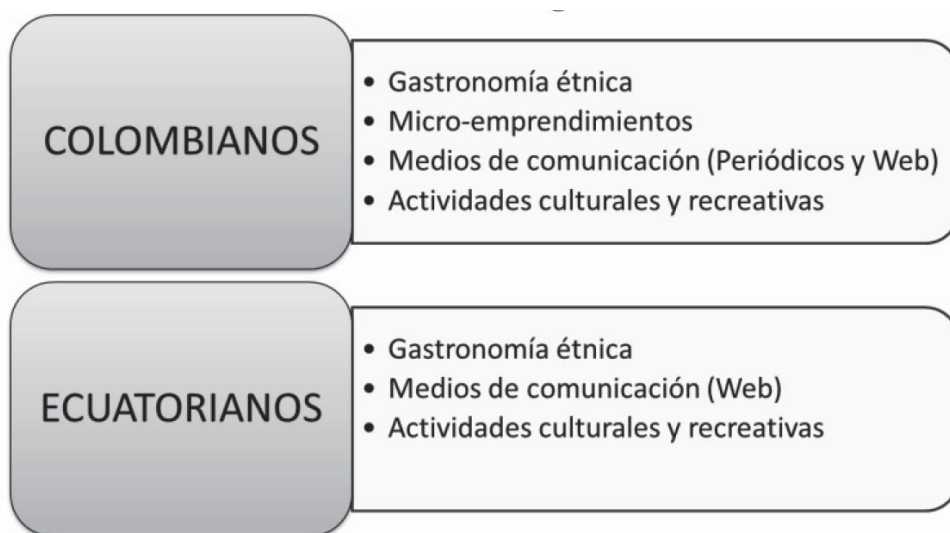 COLOMBIANOS
• Gastronomía étnica
• Micro-emprendimientos
• Medios de comunicación (Periódicos y Web)
• Actividades culturales y recreativas
ECUATORIANOS
• Gastronomía étnica
• Medios de comunicación (Web)
• Actividades culturales y recreativas